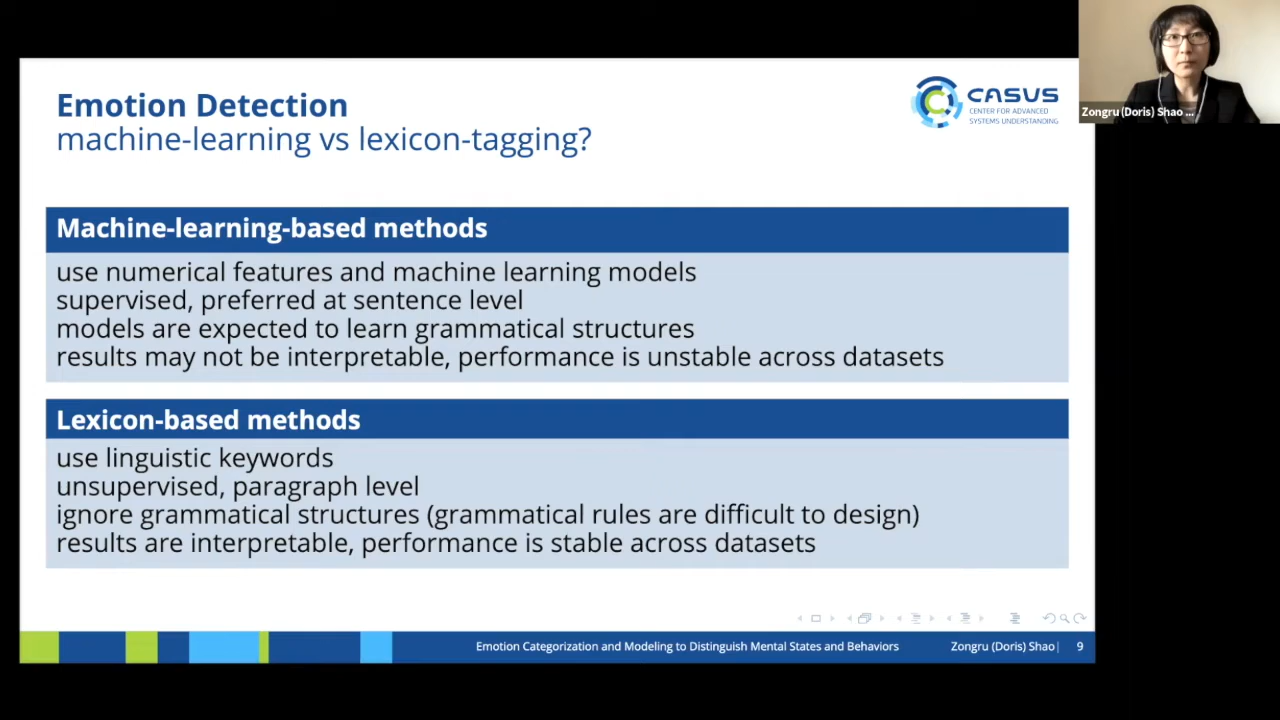 Emotion Detection
machine-learning vs lexicon-tagging?
CASUS
CENTER FOR ADVANCED
SYSTEMS UNDERSTANDING
Zongru (Doris) Shao ...
Machine-learning-based methods
use numerical features and machine learning models
supervised, preferred at sentence level
models are expected to learn grammatical structures
results may not be interpretable, performance is unstable across datasets
Lexicon-based methods
use linguistic keywords
unsupervised, paragraph level
ignore grammatical structures (grammatical rules are difficult to design)
results are interpretable, performance is stable across datasets
Emotion Categorization and Modeling to Distinguish Mental States and Behaviors Zongru (Doris) Shao | 9